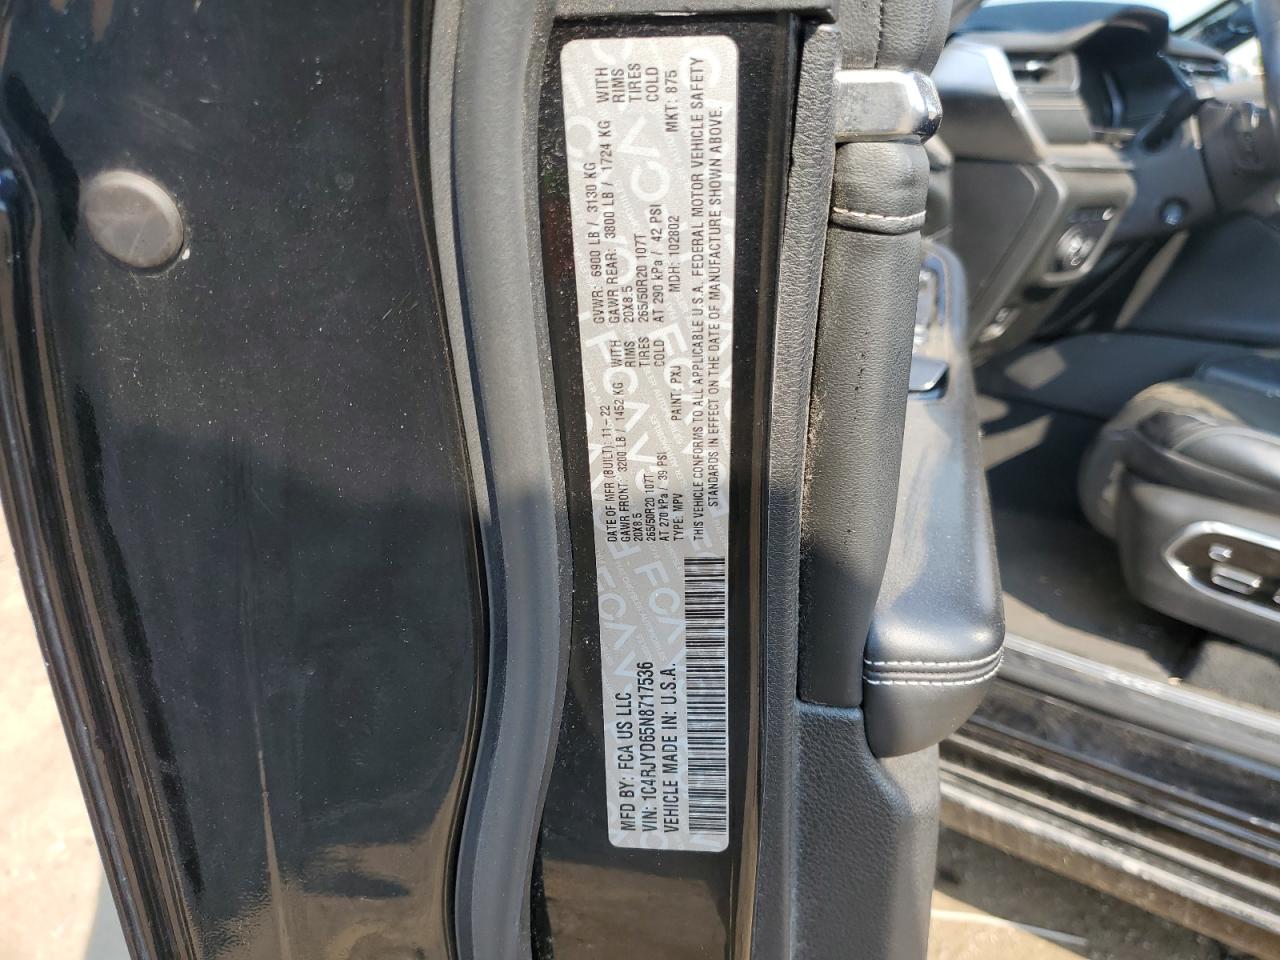 MFD BY: FCA US LLC
VIN: 1C4RJYD65N8717536
VEHICLE MADE IN: U.S.A.
DATE OF MFR (BUILT): 11-22
GVWR: 6900 LB / 3130 KG
GAWR FRONT: 3200 LB / 1452 KG WITH
20X8.5 RIMS
265/50R20 107T TIRES
AT 270 kPa / 39 PSI COLD
GAWR REAR: 3800 LB / 1724 KG WITH
20X8.5 RIMS
265/50R20 107T TIRES
AT 290 kPa / 42 PSI COLD
TYPE: MPV PAINT: PXJ MDH: 102802 MKT: 875
THIS VEHICLE CONFORMS TO ALL APPLICABLE U.S.A. FEDERAL MOTOR VEHICLE SAFETY
STANDARDS IN EFFECT ON THE DATE OF MANUFACTURE SHOWN ABOVE.